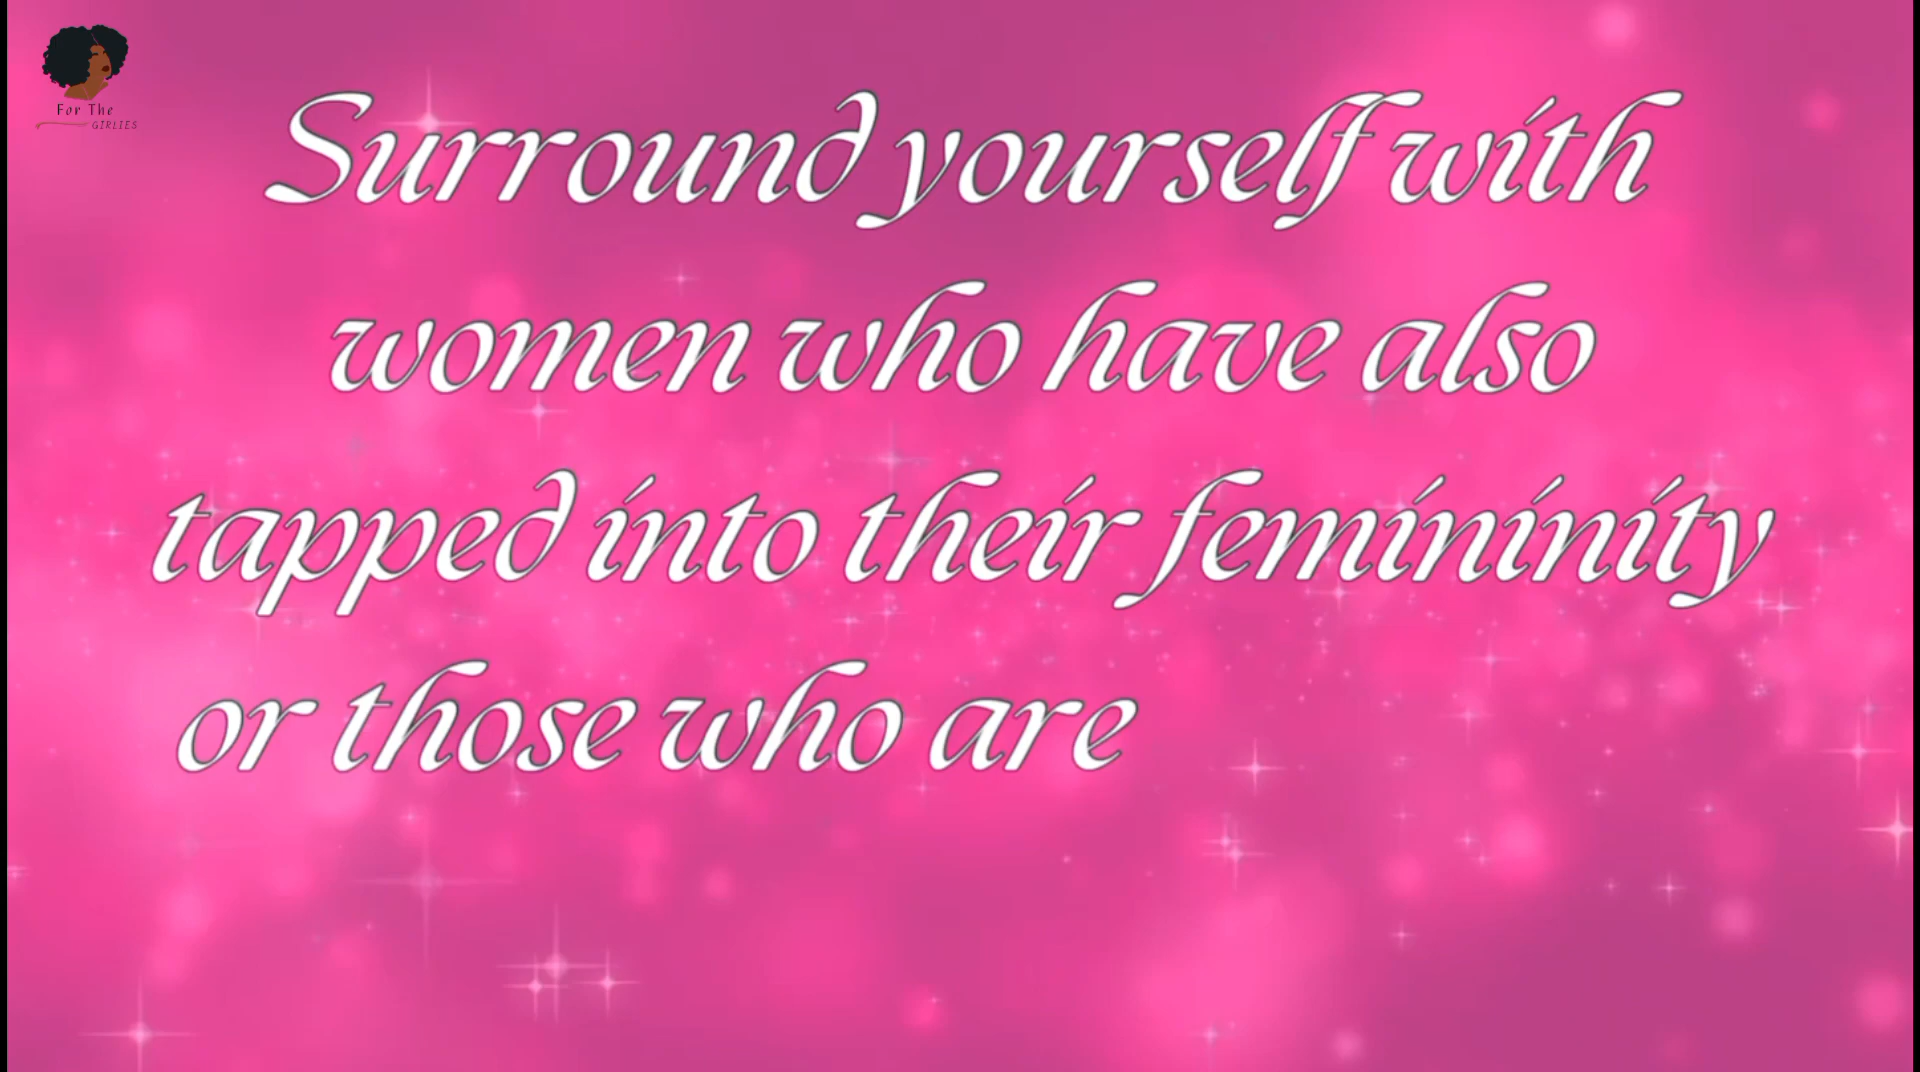 For The
GIRLIES
Surround yourself with
women who have also
tapped into their femininity
or those who are